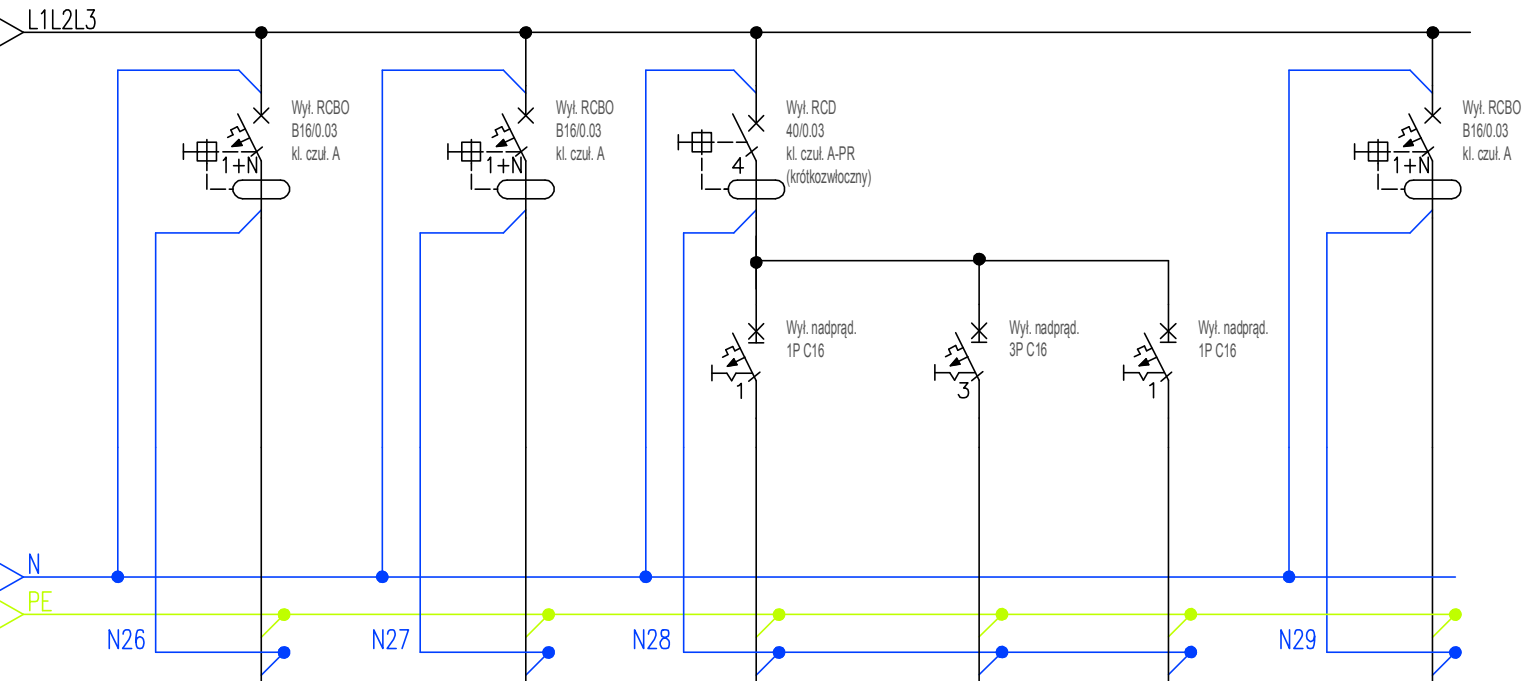 L1L2L3
Wył. RCBO
B16/0.03
kl. czuł. A
1+N
Wył. RCBO
B16/0.03
kl. czuł. A
1+N
Wył. RCD
40/0.03
kl. czuł. A-PR
(krótkozwłoczny)
4
Wył. RCBO
B16/0.03
kl. czuł. A
1+N
Wył. nadprąd.
1P C16
1
Wył. nadprąd.
3P C16
3
Wył. nadprąd.
1P C16
1
N
PE
N26
N27
N28
N29